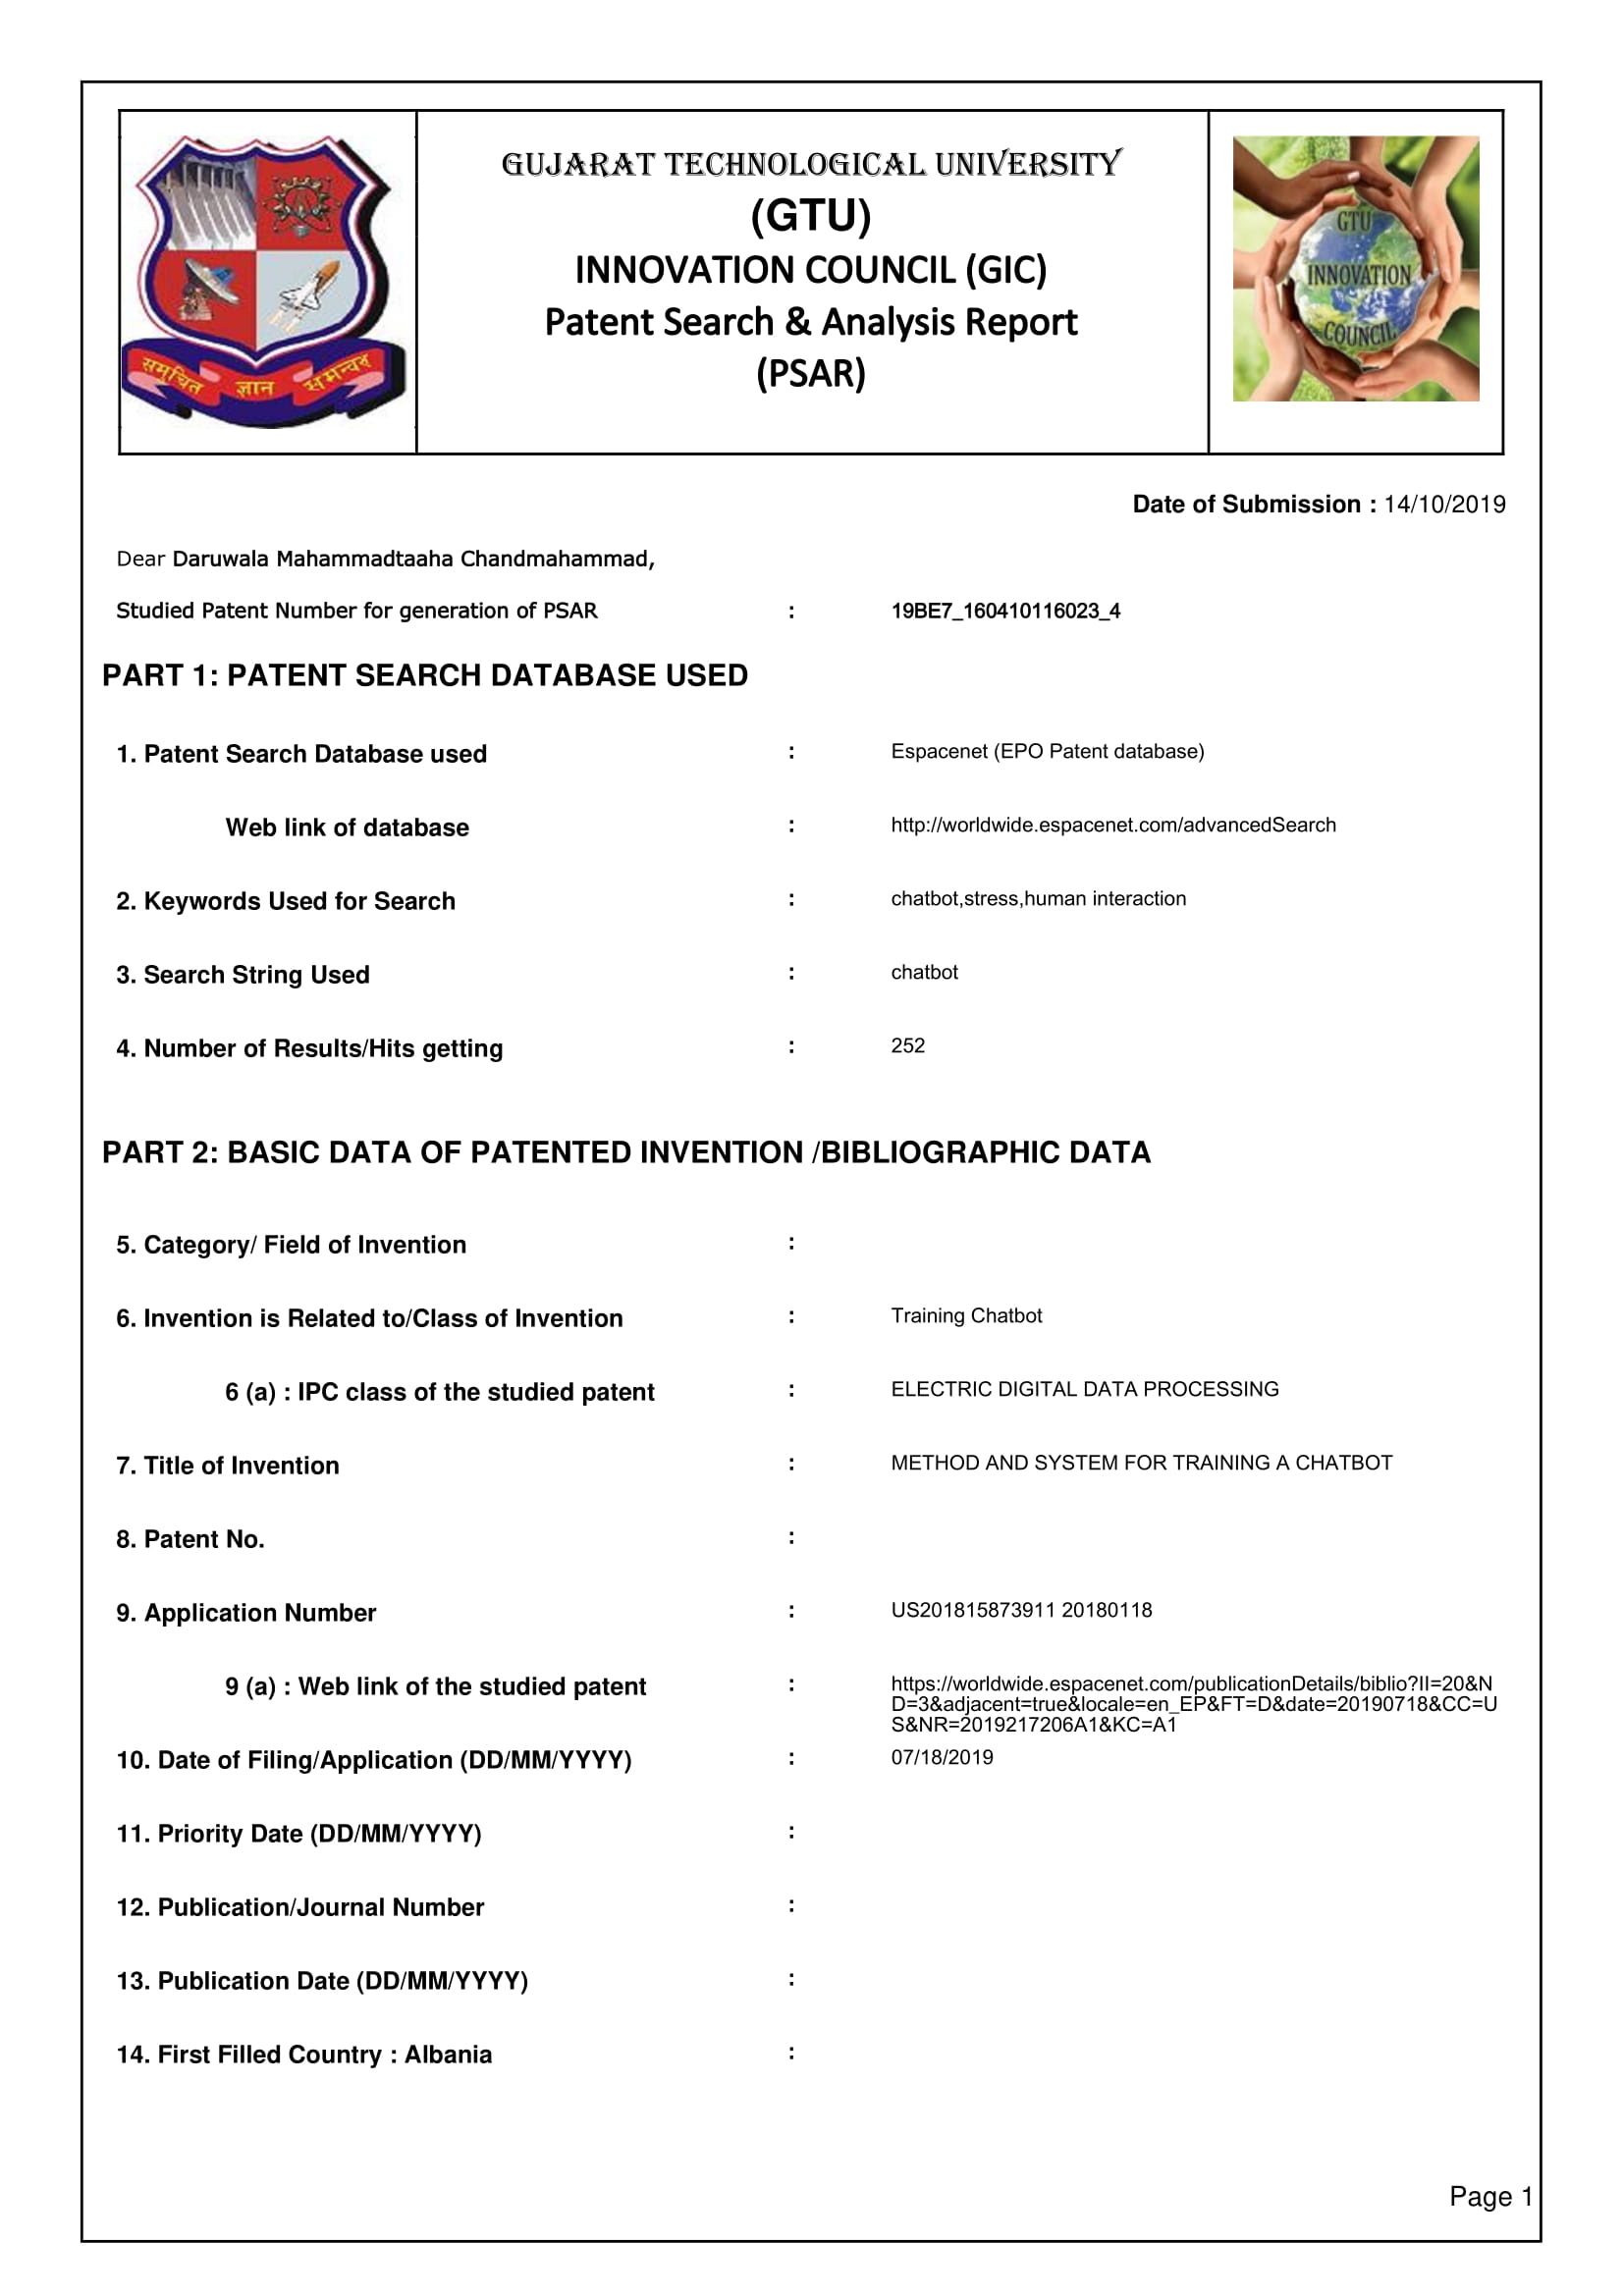 समुचित ज्ञान समन्वय
GUJARAT TECHNOLOGICAL UNIVERSITY
(GTU)
INNOVATION COUNCIL (GIC)
Patent Search & Analysis Report
(PSAR)
GTU
INNOVATION
COUNCIL
Date of Submission : 14/10/2019
Dear Daruwala Mahammadtaaha Chandmahammad,
Studied Patent Number for generation of PSAR : 19BE7_160410116023_4
PART 1: PATENT SEARCH DATABASE USED
1. Patent Search Database used : Espacenet (EPO Patent database)
Web link of database : http://worldwide.espacenet.com/advancedSearch
2. Keywords Used for Search : chatbot,stress,human interaction
3. Search String Used : chatbot
4. Number of Results/Hits getting : 252
PART 2: BASIC DATA OF PATENTED INVENTION /BIBLIOGRAPHIC DATA
5. Category/ Field of Invention :
6. Invention is Related to/Class of Invention : Training Chatbot
6 (a) : IPC class of the studied patent : ELECTRIC DIGITAL DATA PROCESSING
7. Title of Invention : METHOD AND SYSTEM FOR TRAINING A CHATBOT
8. Patent No. :
9. Application Number : US201815873911 20180118
9 (a) : Web link of the studied patent : https://worldwide.espacenet.com/publicationDetails/biblio?II=20&N
D=3&adjacent=true&locale=en_EP&FT=D&date=20190718&CC=U
S&NR=2019217206A1&KC=A1
10. Date of Filing/Application (DD/MM/YYYY) : 07/18/2019
11. Priority Date (DD/MM/YYYY) :
12. Publication/Journal Number :
13. Publication Date (DD/MM/YYYY) :
14. First Filled Country : Albania :
Page 1